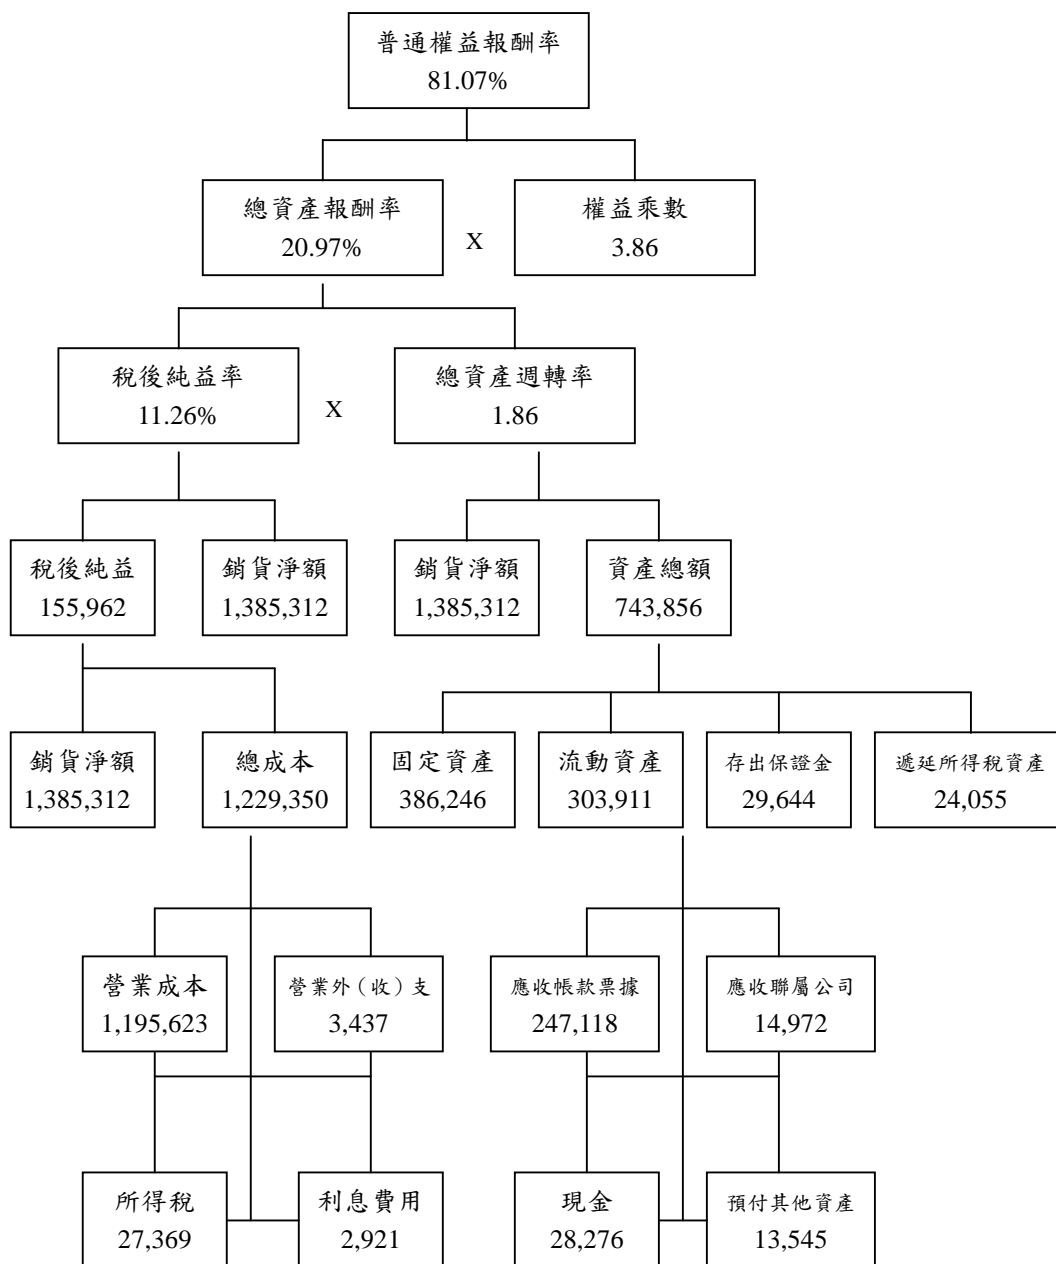 普通權益報酬率
81.07%
總資產報酬率
20.97%
X
權益乘數
3.86
稅後純益率
11.26%
X
總資產週轉率
1.86
稅後純益
155,962
銷貨淨額
1,385,312
銷貨淨額
1,385,312
資產總額
743,856
銷貨淨額
1,385,312
總成本
1,229,350
固定資產
386,246
流動資產
303,911
存出保證金
29,644
遞延所得稅資產
24,055
營業成本
1,195,623
營業外(收)支
3,437
應收帳款票據
247,118
應收聯屬公司
14,972
所得稅
27,369
利息費用
2,921
現金
28,276
預付其他資產
13,545